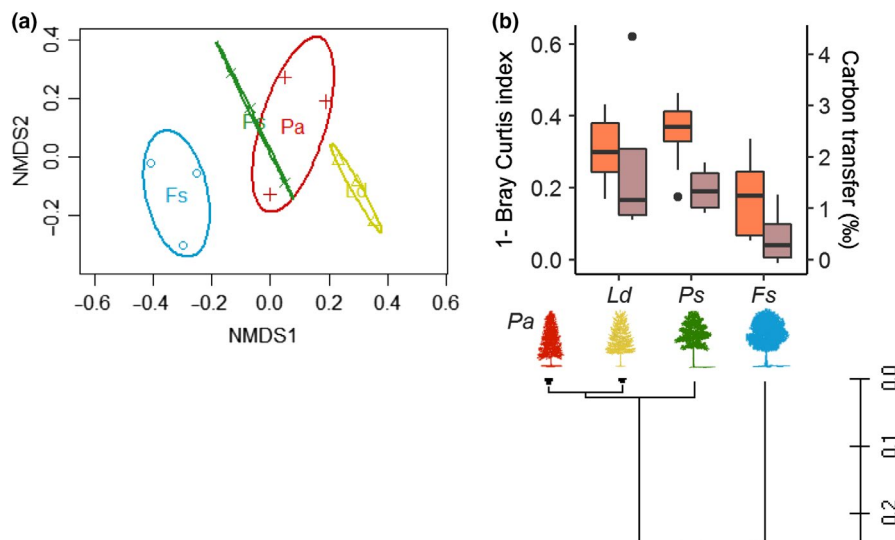 (a)
NMDS2
0.4
0.2
0.0
−0.2
Fs
Ps
Pa
Ld
−0.6 −0.4 −0.2 0.0 0.2 0.4 0.6
NMDS1
(b)
1- Bray Curtis index
0.6
0.4
0.2
0.0
4
3
2
1
0
Carbon transfer (‰)
Ld Ps Fs
Pa
0.0
0.1
0.2